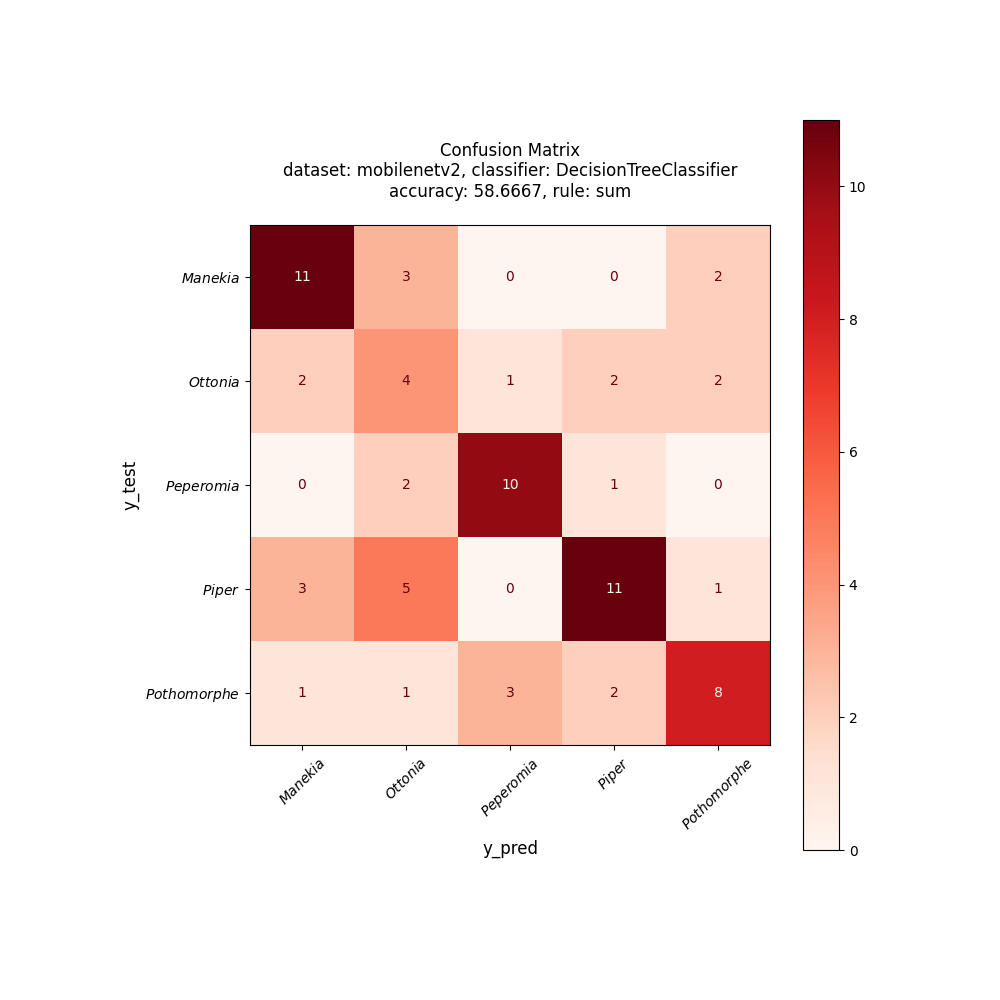 Confusion Matrix
dataset: mobilenetv2, classifier: DecisionTreeClassifier
accuracy: 58.6667, rule: sum
y_test
Manekia 11 3 0 0 2
Ottonia 2 4 1 2 2
Peperomia 0 2 10 1 0
Piper 3 5 0 11 1
Pothomorphe 1 1 3 2 8
Manekia Ottonia Peperomia Piper Pothomorphe
y_pred
10
8
6
4
2
0